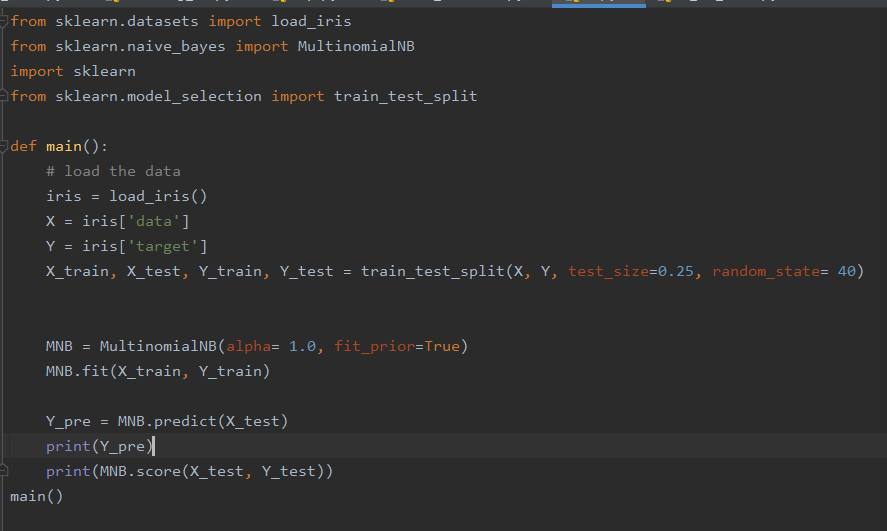 from sklearn.datasets import load_iris
from sklearn.naive_bayes import MultinomialNB
import sklearn
from sklearn.model_selection import train_test_split

def main():
    # load the data
    iris = load_iris()
    X = iris['data']
    Y = iris['target']
    X_train, X_test, Y_train, Y_test = train_test_split(X, Y, test_size=0.25, random_state= 40)


    MNB = MultinomialNB(alpha= 1.0, fit_prior=True)
    MNB.fit(X_train, Y_train)

    Y_pre = MNB.predict(X_test)
    print(Y_pre)
    print(MNB.score(X_test, Y_test))
main()